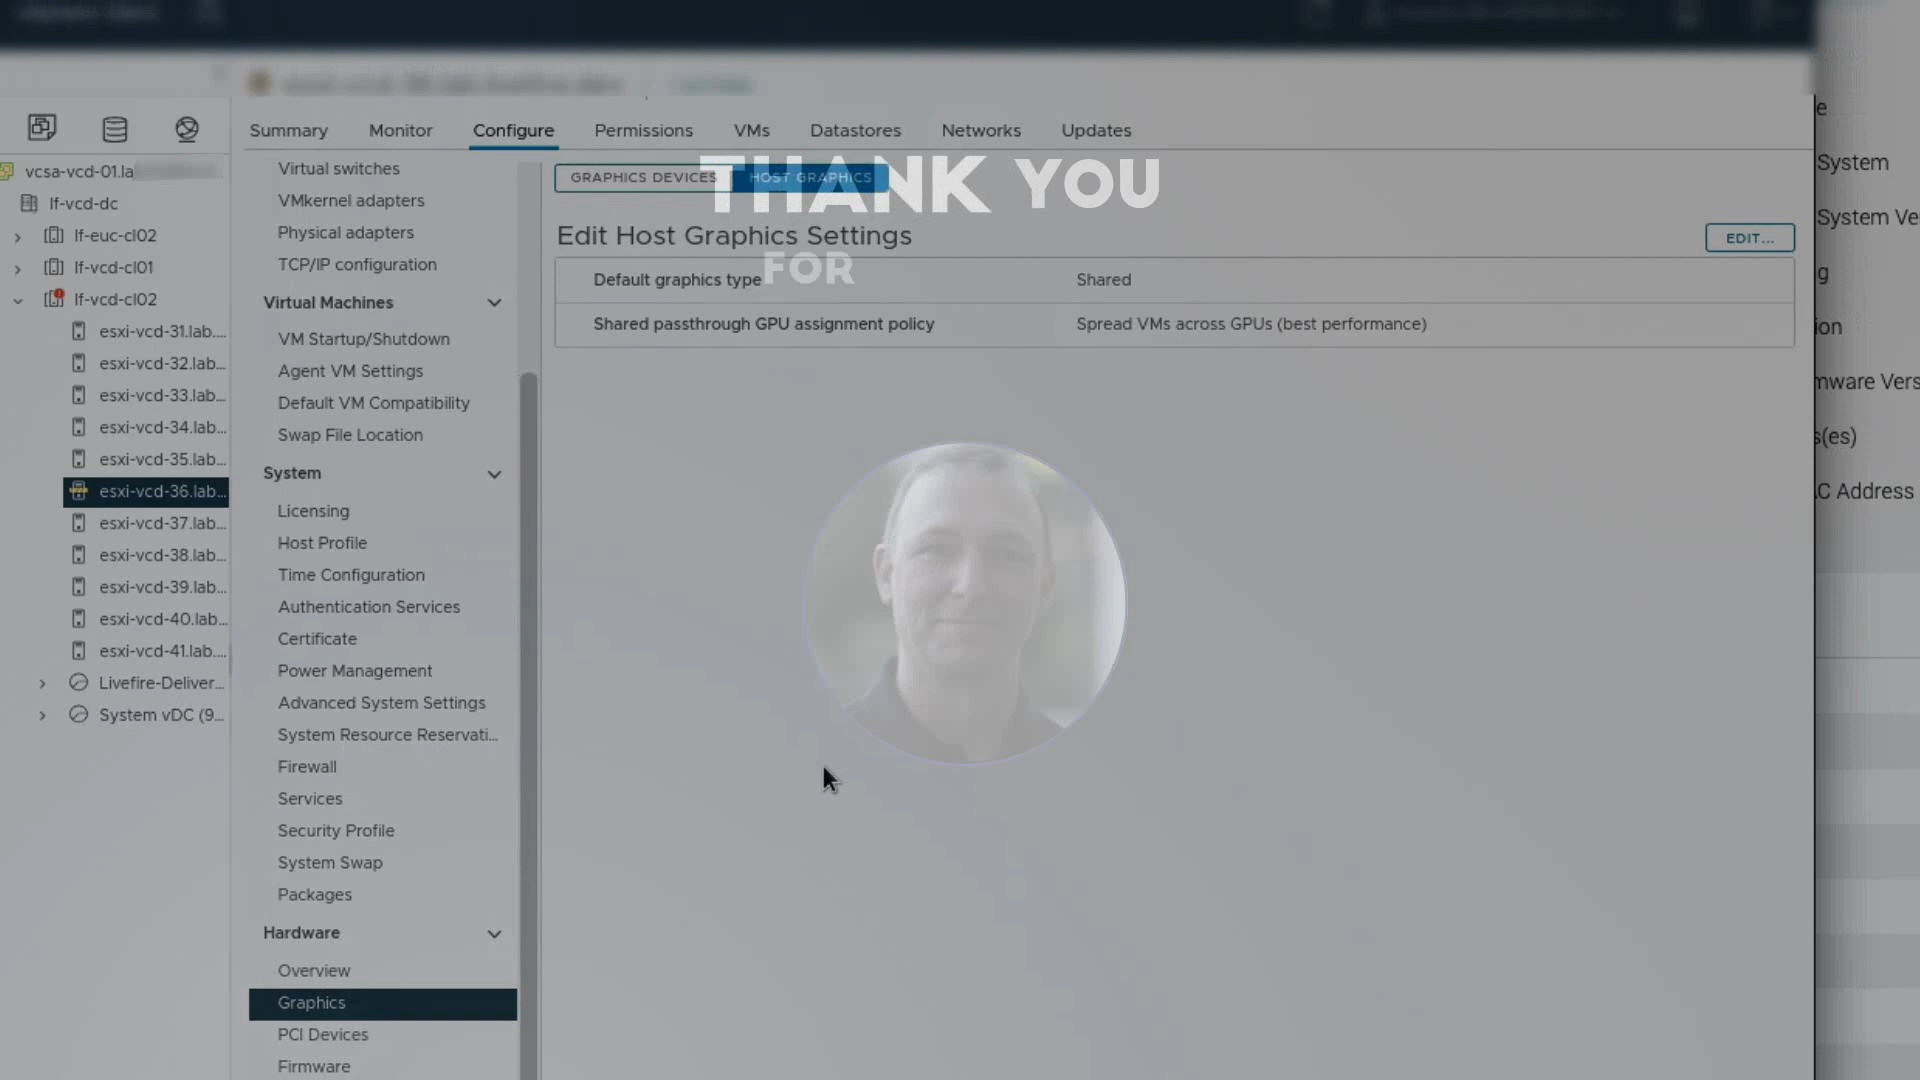 Summary
Monitor
Configure
Permissions
VMs
Datastores
Networks
Updates
vcsa-vcd-01.la
lf-vcd-dc
lf-euc-cl02
lf-vcd-cl01
lf-vcd-cl02
esxi-vcd-31.lab....
esxi-vcd-32.lab...
esxi-vcd-33.lab...
esxi-vcd-34.lab...
esxi-vcd-35.lab...
esxi-vcd-36.lab...
esxi-vcd-37.lab...
esxi-vcd-38.lab...
esxi-vcd-39.lab...
esxi-vcd-40.lab...
esxi-vcd-41.lab....
Livefire-Deliver...
System vDC (9...
Virtual switches
VMkernel adapters
Physical adapters
TCP/IP configuration
Virtual Machines
VM Startup/Shutdown
Agent VM Settings
Default VM Compatibility
Swap File Location
System
Licensing
Host Profile
Time Configuration
Authentication Services
Certificate
Power Management
Advanced System Settings
System Resource Reservati...
Firewall
Services
Security Profile
System Swap
Packages
Hardware
Overview
Graphics
PCI Devices
Firmware
GRAPHICS DEVICES
HOST GRAPHICS
THANK YOU
FOR
Edit Host Graphics Settings
EDIT...
Default graphics type
Shared
Shared passthrough GPU assignment policy
Spread VMs across GPUs (best performance)
e
System
System Ve
g
ion
mware Vers
s(es)
C Address